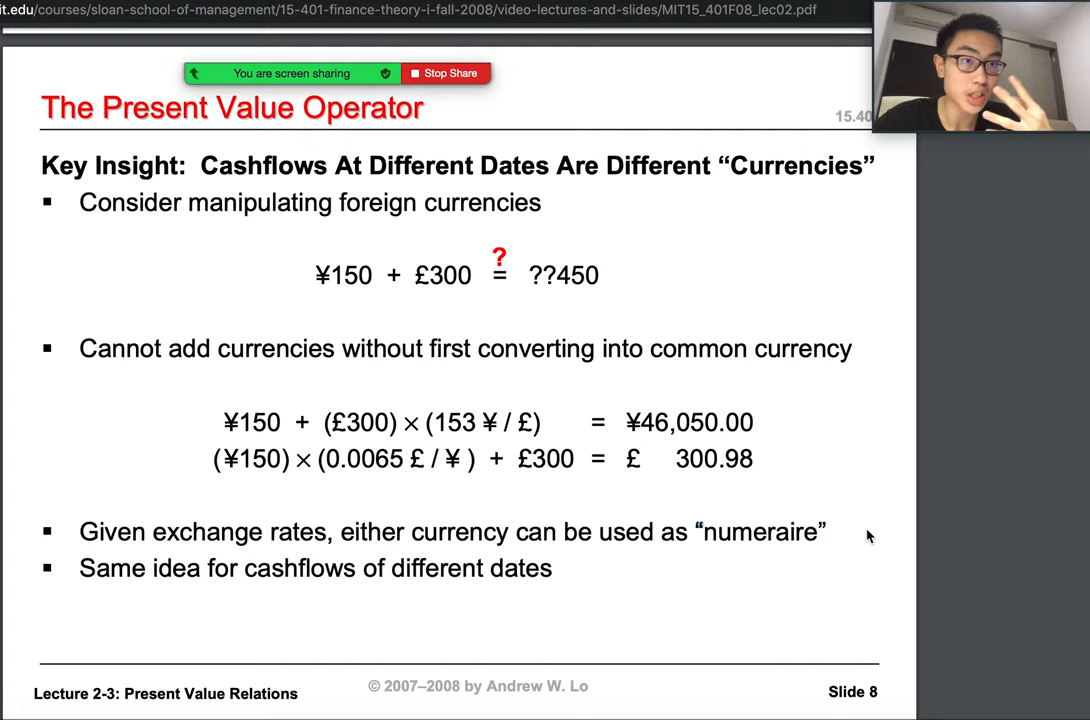 it.edu/courses/sloan-school-of-management/15-401-finance-theory-i-fall-2008/video-lectures-and-slides/MIT15_401F08_lec02.pdf
You are screen sharing
Stop Share
The Present Value Operator
15.40
Key Insight: Cashflows At Different Dates Are Different “Currencies”
▪ Consider manipulating foreign currencies
?
¥150 + £300 = ??450
▪ Cannot add currencies without first converting into common currency
¥150 + (£300) × (153 ¥ / £) = ¥46,050.00
(¥150) × (0.0065 £ / ¥ ) + £300 = £ 300.98
▪ Given exchange rates, either currency can be used as “numeraire”
▪ Same idea for cashflows of different dates
Lecture 2-3: Present Value Relations
© 2007–2008 by Andrew W. Lo
Slide 8